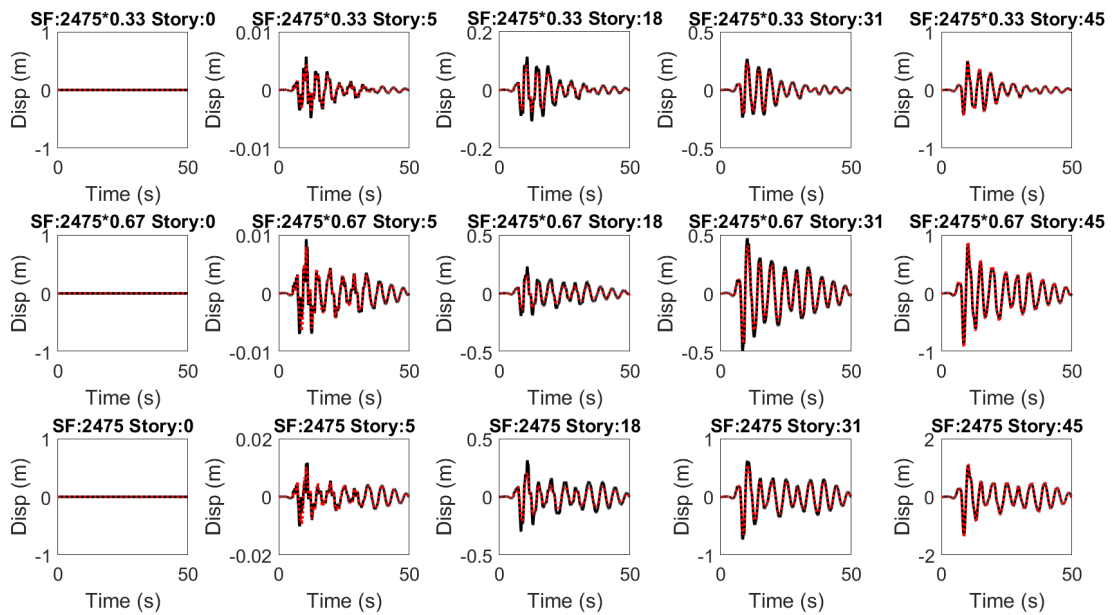 SF:2475*0.33 Story:0
SF:2475*0.33 Story:5
SF:2475*0.33 Story:18
SF:2475*0.33 Story:31
SF:2475*0.33 Story:45
1
0
-1
Disp (m)
0 50
Time (s)
0.01
0
-0.01
Disp (m)
0 50
Time (s)
0.2
0
-0.2
Disp (m)
0 50
Time (s)
0.5
0
-0.5
Disp (m)
0 50
Time (s)
1
0
-1
Disp (m)
0 50
Time (s)
SF:2475*0.67 Story:0
SF:2475*0.67 Story:5
SF:2475*0.67 Story:18
SF:2475*0.67 Story:31
SF:2475*0.67 Story:45
1
0
-1
Disp (m)
0 50
Time (s)
0.01
0
-0.01
Disp (m)
0 50
Time (s)
0.5
0
-0.5
Disp (m)
0 50
Time (s)
0.5
0
-0.5
Disp (m)
0 50
Time (s)
1
0
-1
Disp (m)
0 50
Time (s)
SF:2475 Story:0
SF:2475 Story:5
SF:2475 Story:18
SF:2475 Story:31
SF:2475 Story:45
1
0
-1
Disp (m)
0 50
Time (s)
0.02
0
-0.02
Disp (m)
0 50
Time (s)
0.5
0
-0.5
Disp (m)
0 50
Time (s)
1
0
-1
Disp (m)
0 50
Time (s)
2
0
-2
Disp (m)
0 50
Time (s)